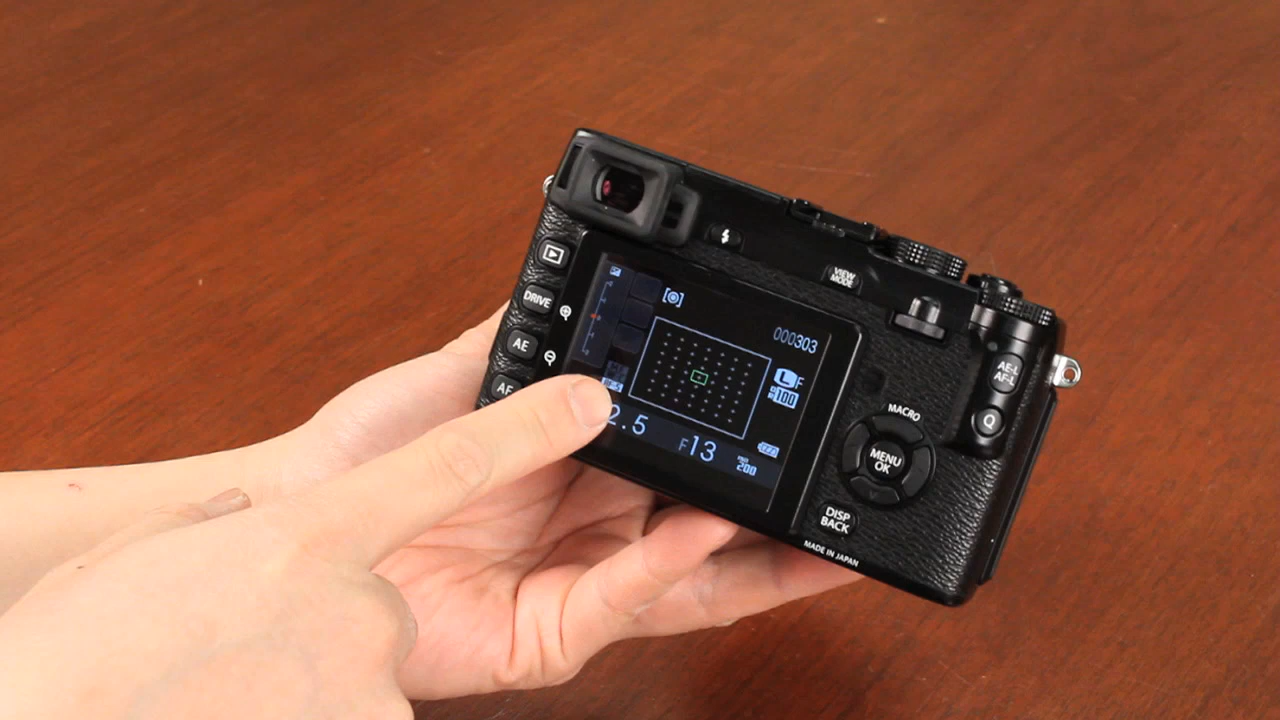 VIEW
MODE
DRIVE
AE
AF
000303
L F
100
2.5
F13
ISO
200
AE-L
AF-L
Q
MACRO
MENU
OK
DISP
BACK
MADE IN JAPAN